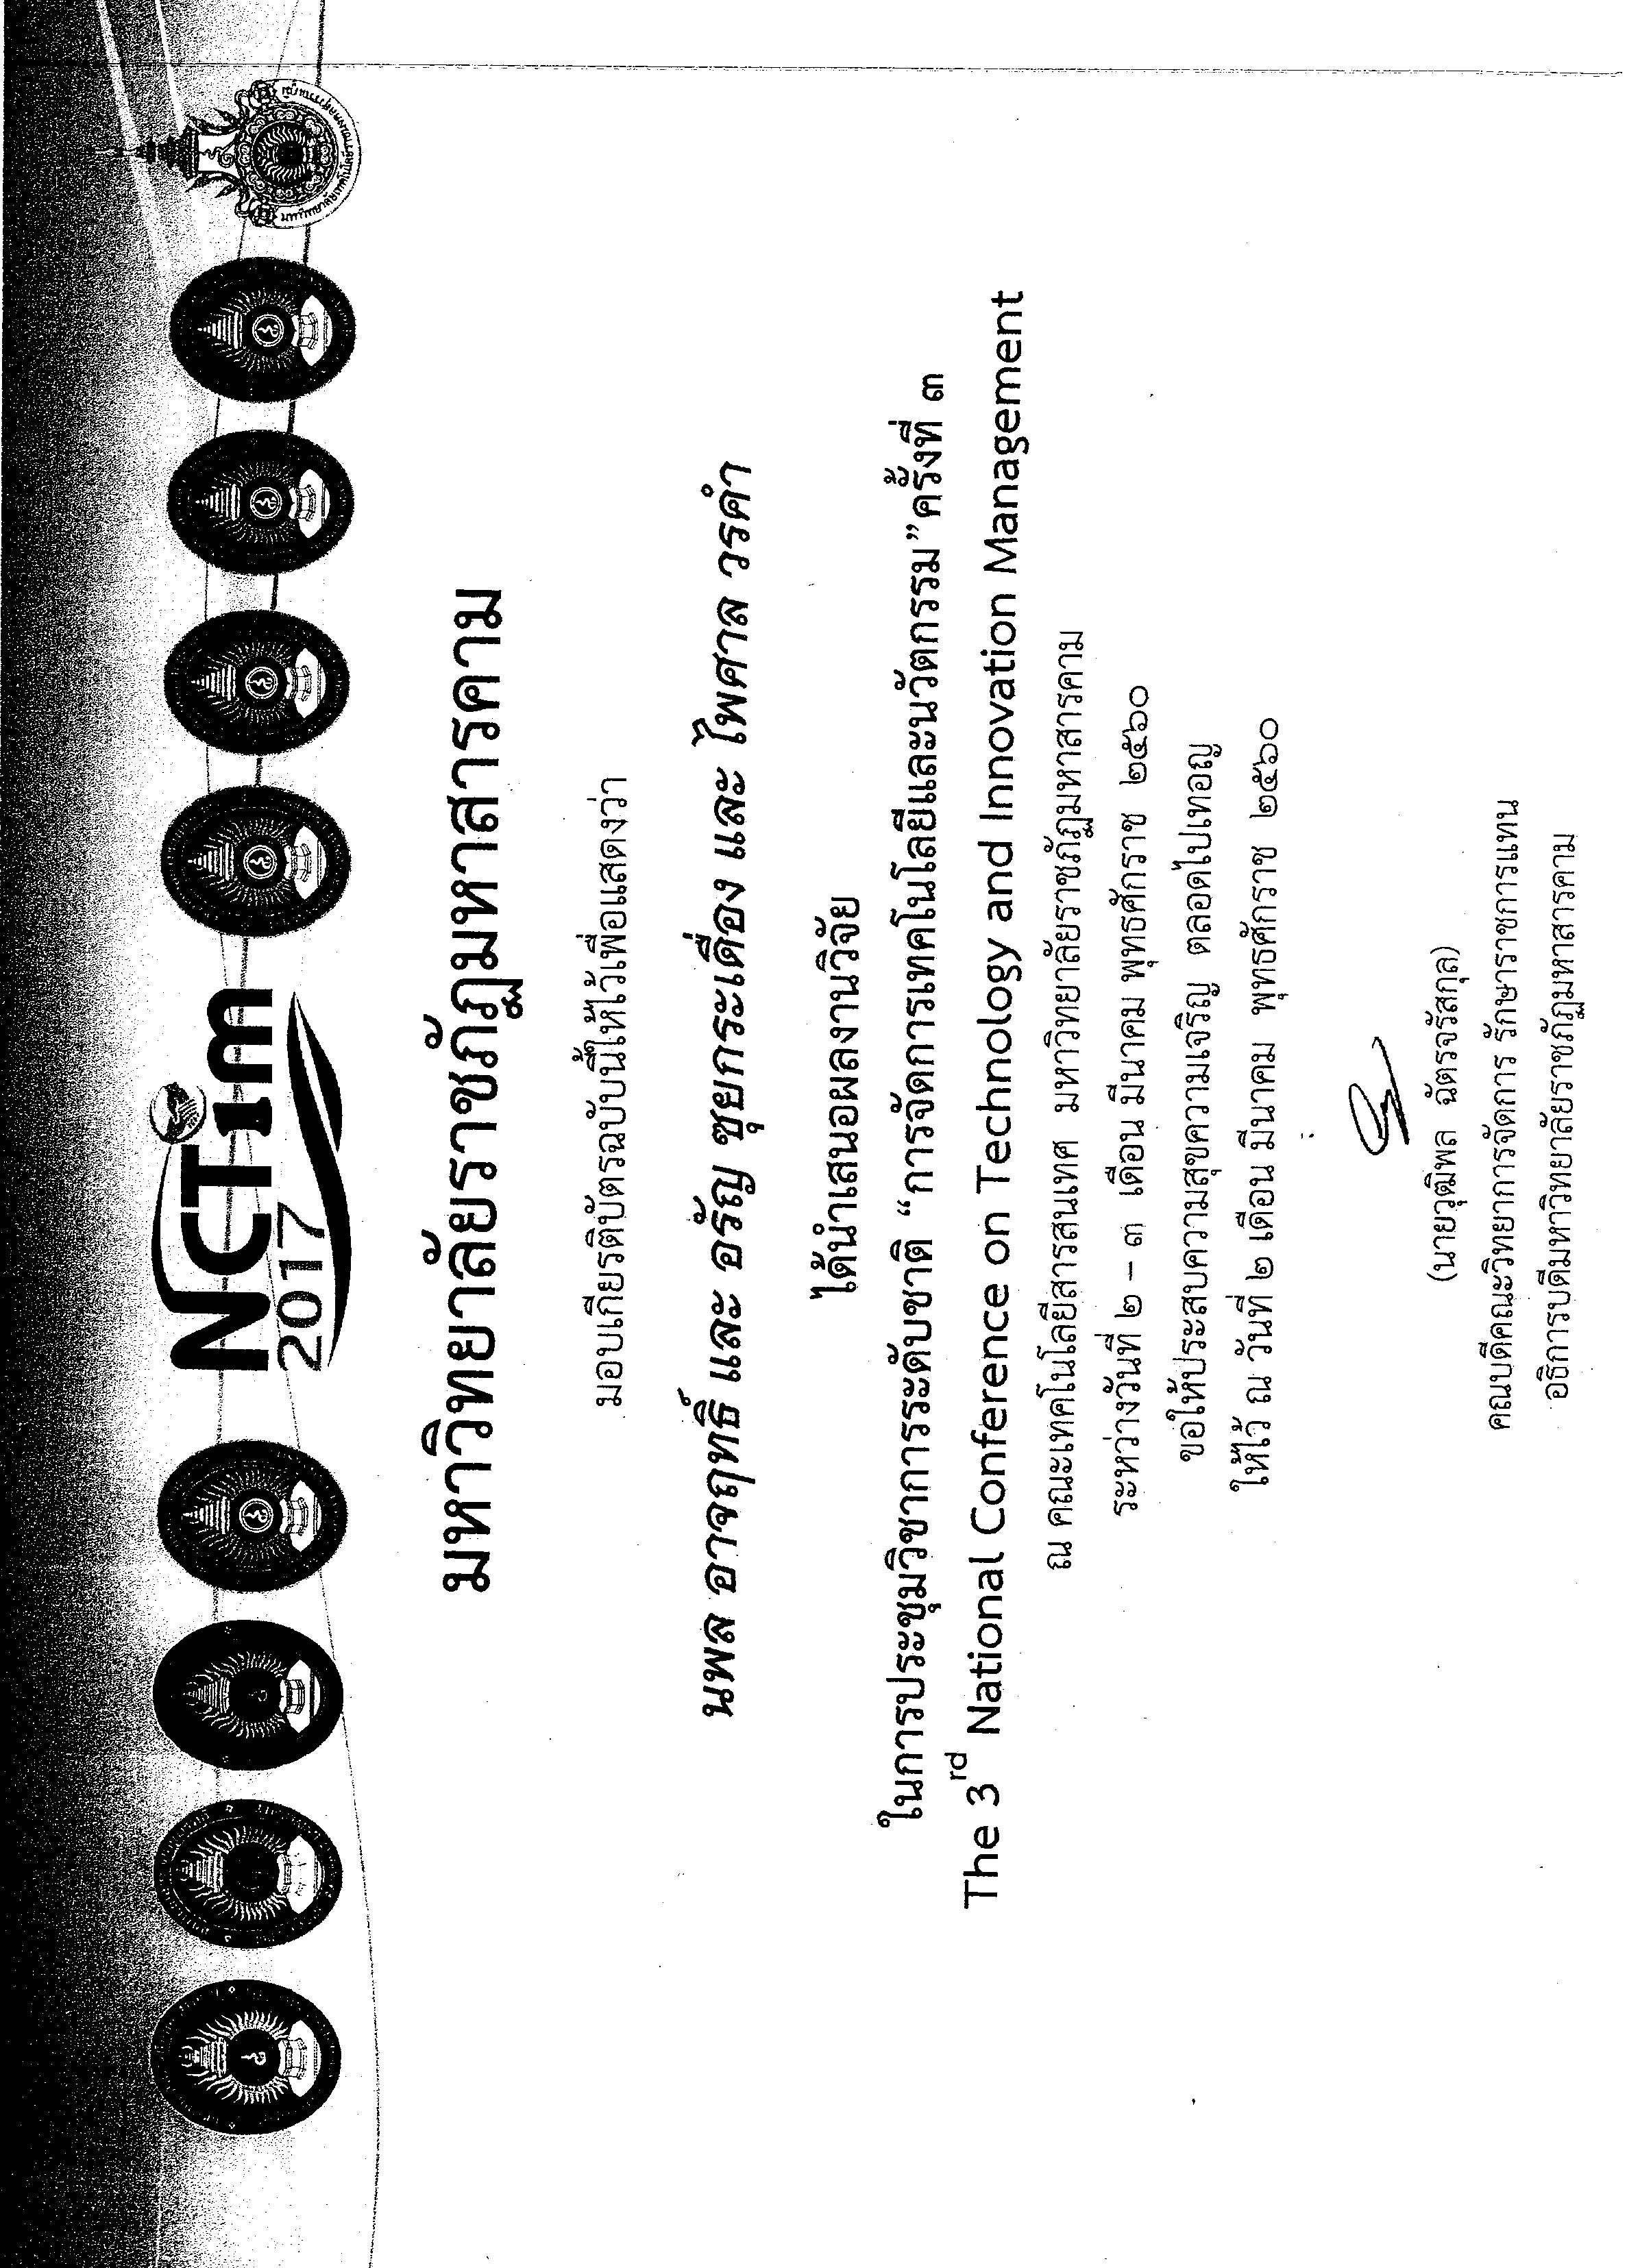 NCTim
2017
มหาวิทยาลัยราชภัฏมหาสารคาม
มอบเกียรติบัตรฉบับนี้ให้ไว้เพื่อแสดงว่า
นพล อาจฤทธิ์ และ อรัญ ซุยกระเดื่อง และ ไพศาล วรคำ
ได้นำเสนอผลงานวิจัย
ในการประชุมวิชาการระดับชาติ “การจัดการเทคโนโลยีและนวัตกรรม”ครั้งที่ ๓
The 3rd National Conference on Technology and Innovation Management
ณ คณะเทคโนโลยีสารสนเทศ มหาวิทยาลัยราชภัฏมหาสารคาม
ระหว่างวันที่ ๒ – ๓ เดือน มีนาคม พุทธศักราช ๒๕๖๐
ขอให้ประสบความสุขความเจริญ ตลอดไปเทอญ
ให้ไว้ ณ วันที่ ๒ เดือน มีนาคม พุทธศักราช ๒๕๖๐
(นายวุฒิพล ฉัตรจรัสกุล)
คณบดีคณะวิทยาการจัดการ รักษาราชการแทน
อธิการบดีมหาวิทยาลัยราชภัฏมหาสารคาม